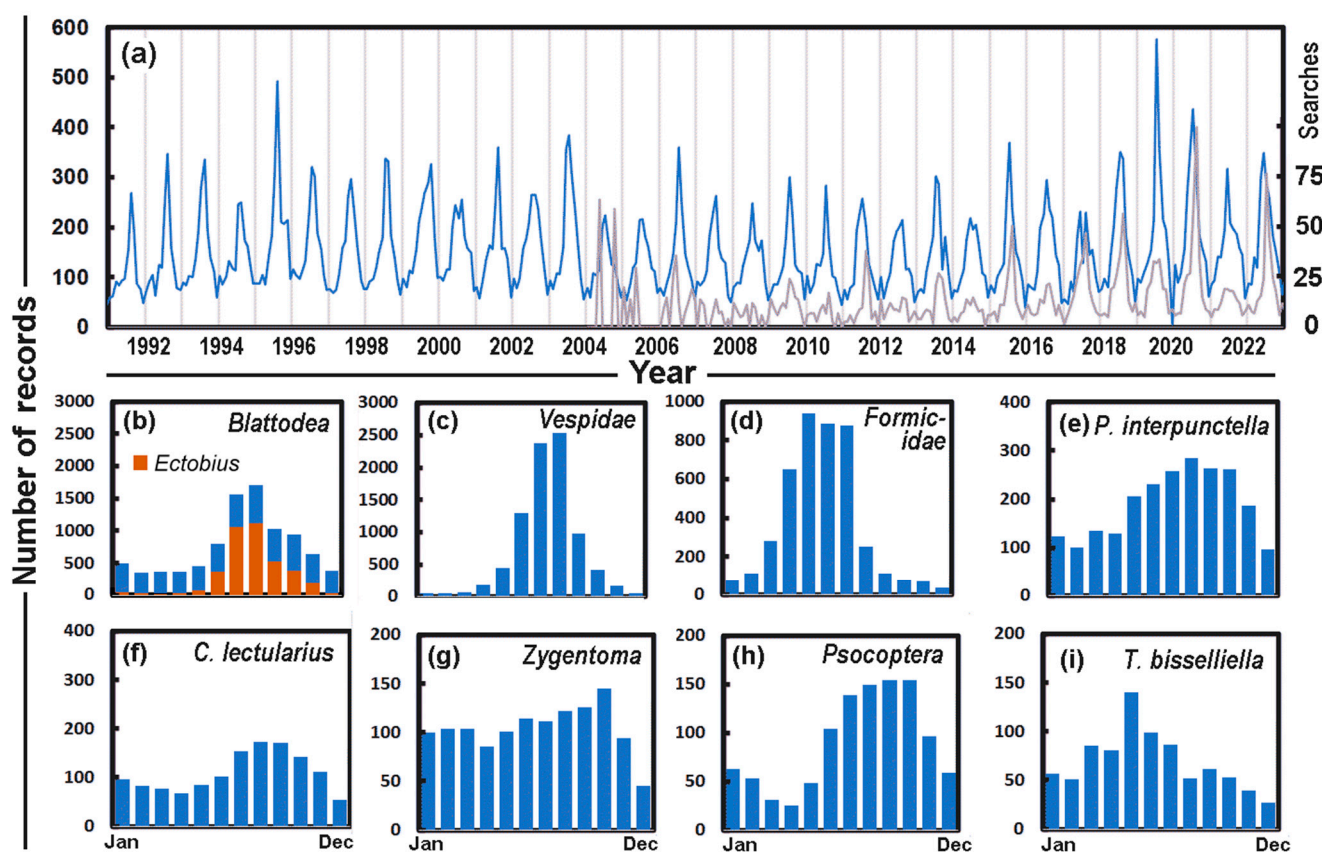 600
500
400
300
200
100
0
(a)
Searches
75
50
25
0
1992 1994 1996 1998 2000 2002 2004 2006 2008 2010 2012 2014 2016 2018 2020 2022
Year
Number of records
3000
2500
2000
1500
1000
500
0
(b)
Blattodea
Ectobius
3000
2500
2000
1500
1000
500
0
(c)
Vespidae
1000
800
600
400
200
0
(d)
Formic-
idae
400
300
200
100
0
(e)
P. interpunctella
400
300
200
100
0
(f)
C. lectularius
Jan Dec
200
150
100
50
0
(g)
Zygentoma
Jan Dec
200
150
100
50
0
(h)
Psocoptera
Jan Dec
200
150
100
50
0
(i)
T. bisselliella
Jan Dec